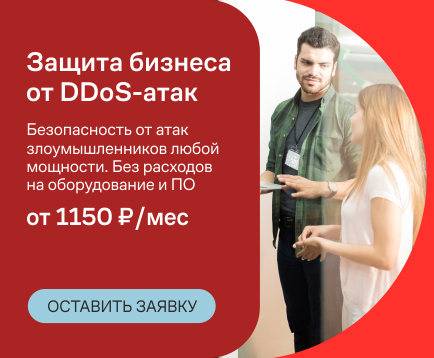 Защита бизнеса
от DDoS-атак
Безопасность от атак
злоумышленников любой
мощности. Без расходов
на оборудование и ПО
от 1150 ₽/мес
ОСТАВИТЬ ЗАЯВКУ